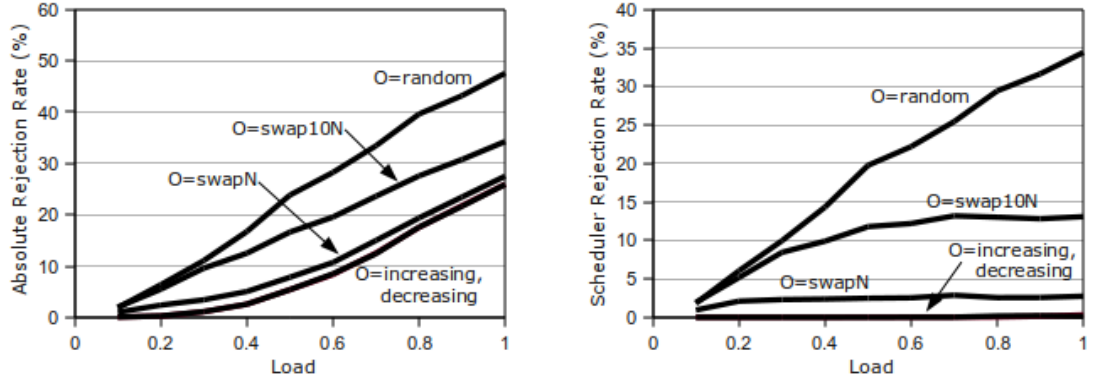 Absolute Rejection Rate (%)
60
50
40
30
20
10
0
O=random
O=swap10N
O=swapN
O=increasing,
decreasing
0 0.2 0.4 0.6 0.8 1
Load
Scheduler Rejection Rate (%)
40
35
30
25
20
15
10
5
0
O=random
O=swap10N
O=increasing,
decreasing
O=swapN
0 0.2 0.4 0.6 0.8 1
Load